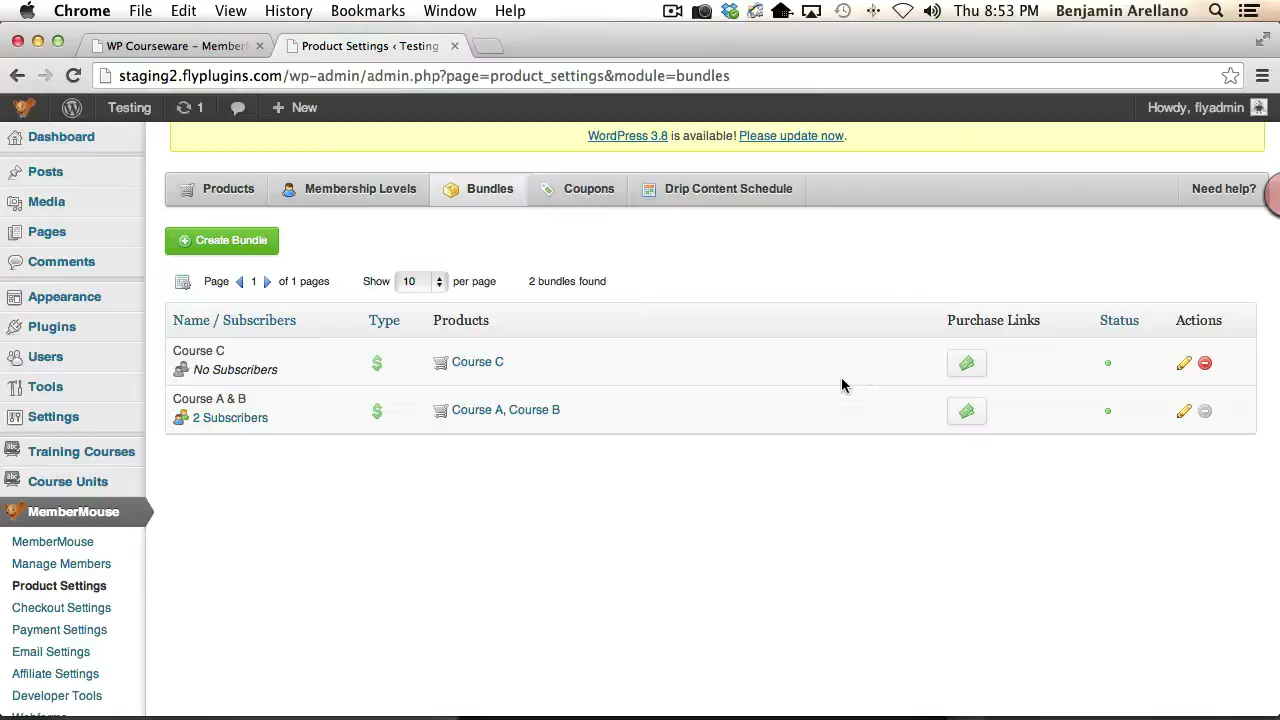 Chrome File Edit View History Bookmarks Window Help Thu 8:53 PM Benjamin Arellano
WP Courseware – Member
Product Settings ‹ Testing
staging2.flyplugins.com/wp-admin/admin.php?page=product_settings&module=bundles
Testing 1 New Howdy, flyadmin
WordPress 3.8 is available! Please update now.
Products Membership Levels Bundles Coupons Drip Content Schedule Need help?
Create Bundle
Page 1 of 1 pages Show 10 per page 2 bundles found
Name / Subscribers Type Products Purchase Links Status Actions
Course C
No Subscribers
$
Course C
Course A & B
2 Subscribers
$
Course A, Course B
Dashboard
Posts
Media
Pages
Comments
Appearance
Plugins
Users
Tools
Settings
abc Training Courses
abc Course Units
MemberMouse
MemberMouse
Manage Members
Product Settings
Checkout Settings
Payment Settings
Email Settings
Affiliate Settings
Developer Tools